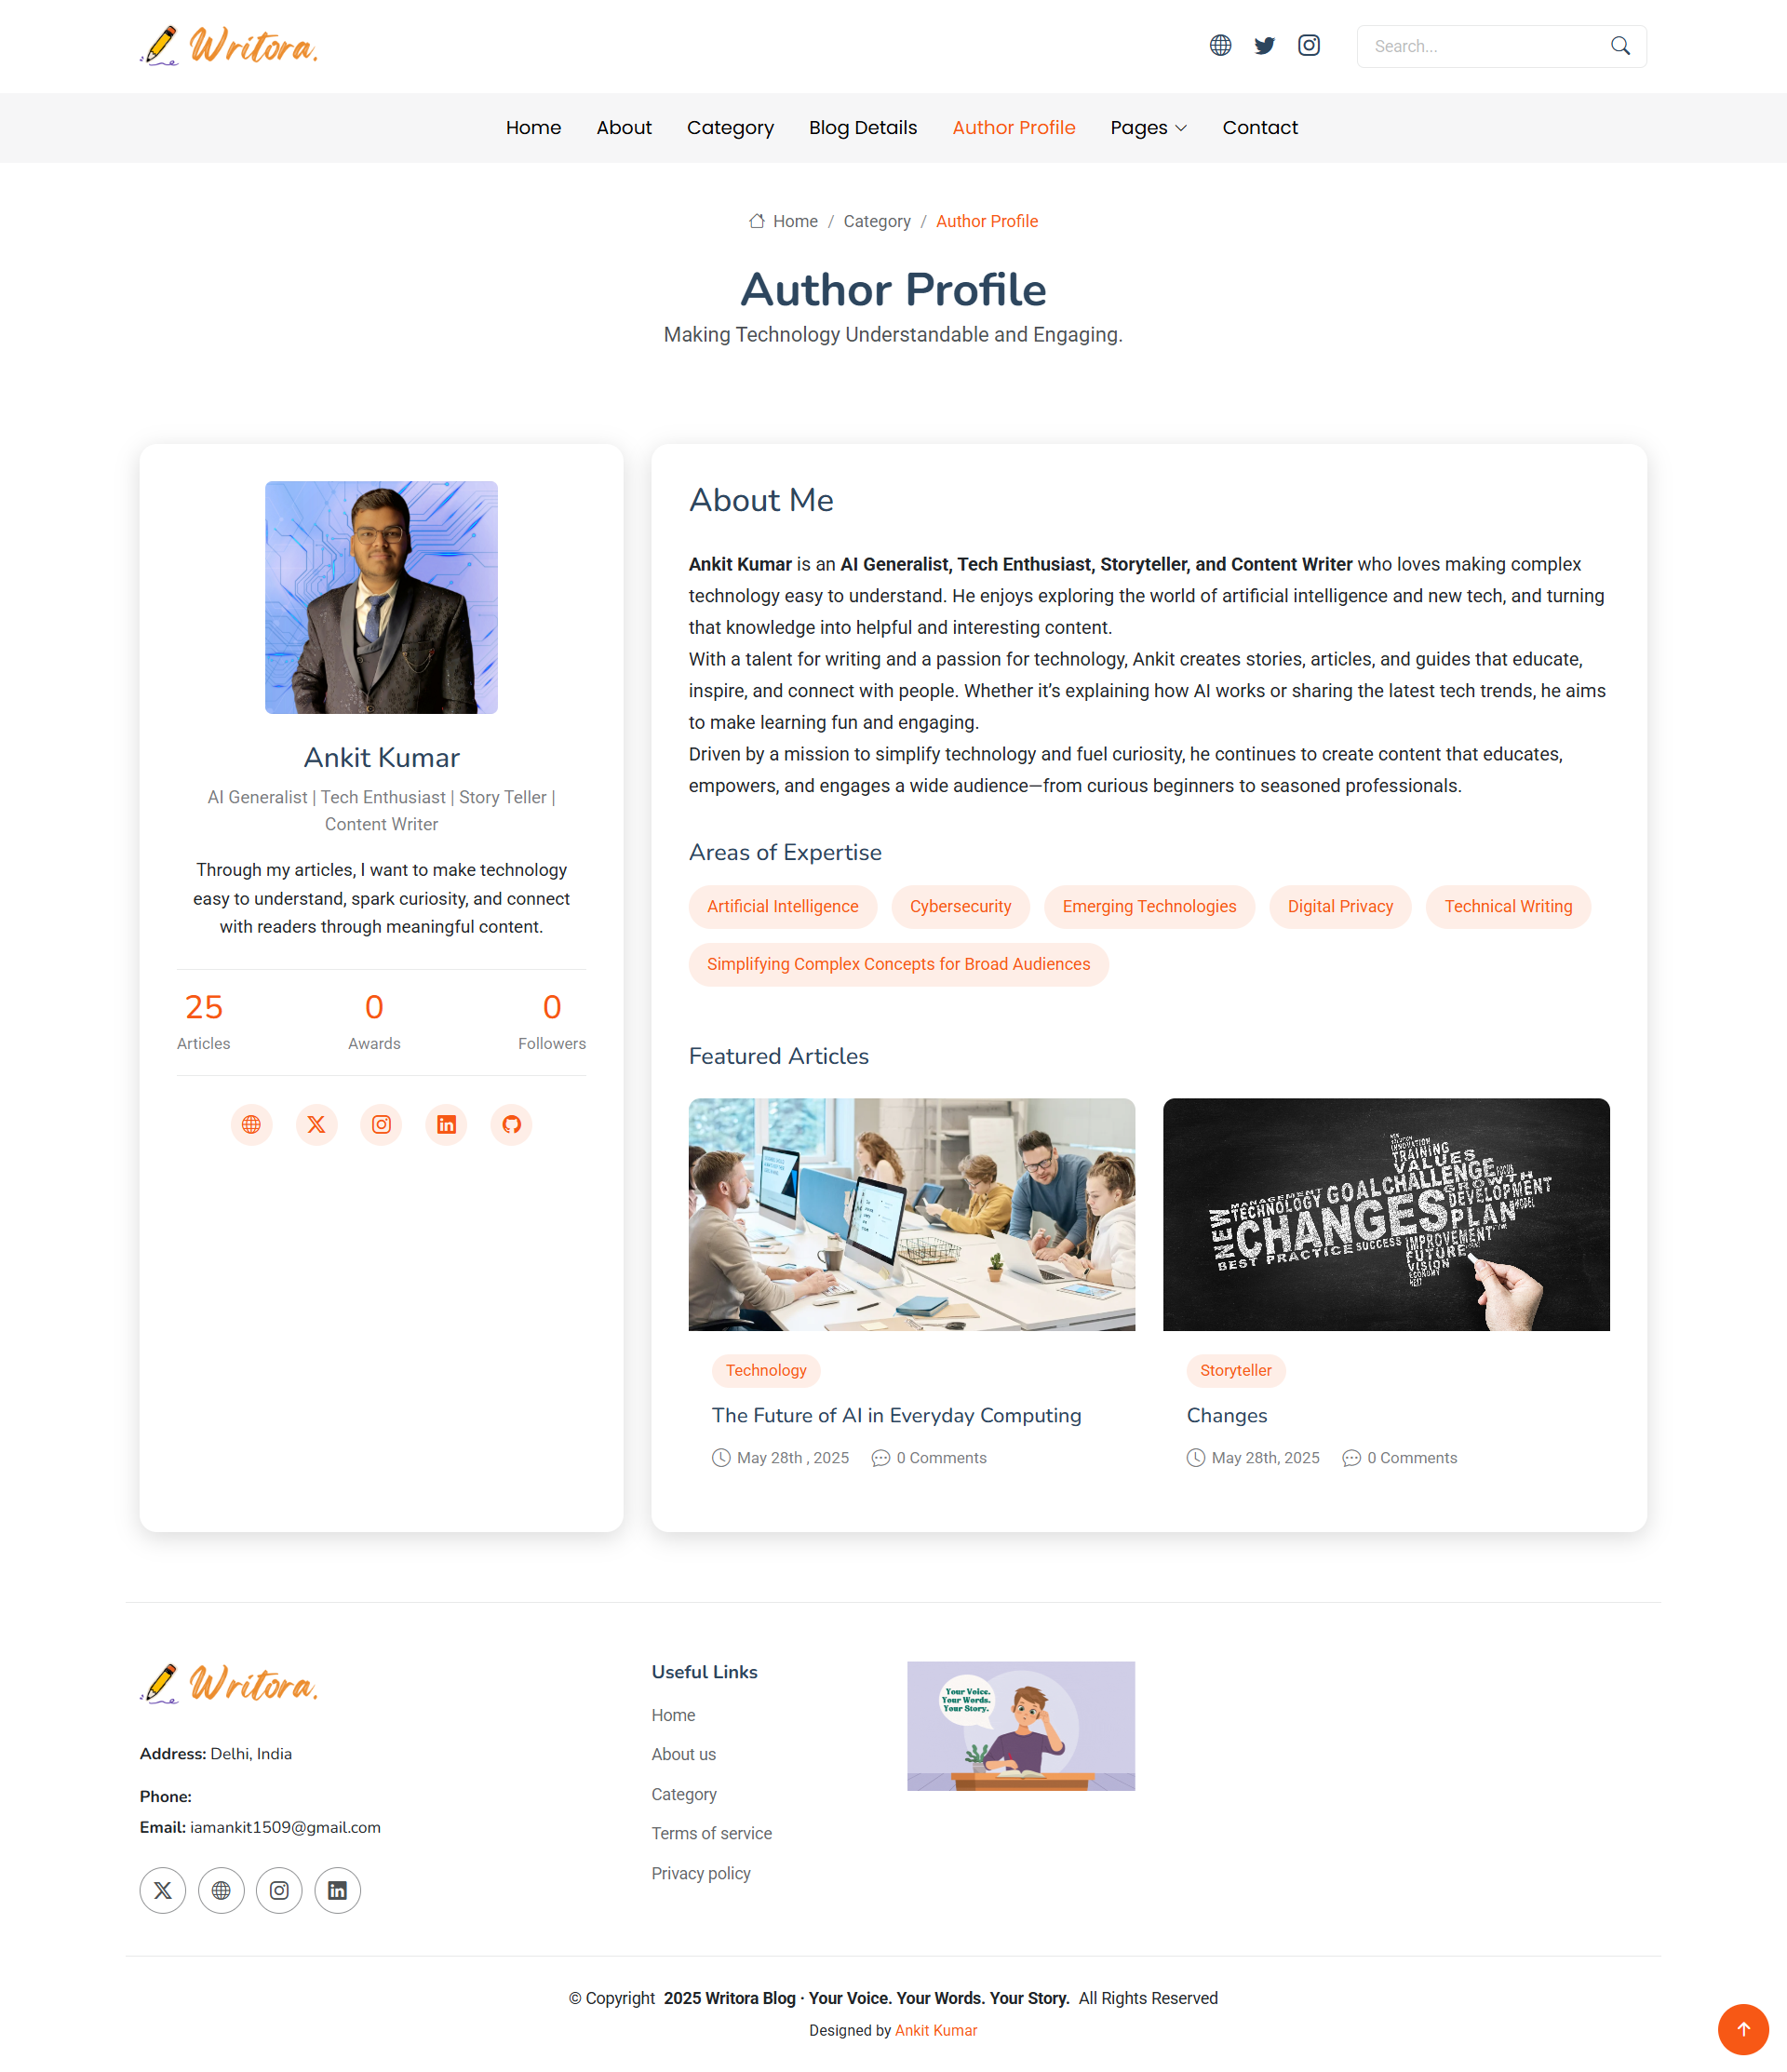 Writora.
Search...
Home About Category Blog Details Author Profile Pages Contact
Home / Category / Author Profile
Author Profile
Making Technology Understandable and Engaging.
Ankit Kumar
AI Generalist | Tech Enthusiast | Story Teller |
Content Writer
Through my articles, I want to make technology
easy to understand, spark curiosity, and connect
with readers through meaningful content.
25 0 0
Articles Awards Followers
About Me
Ankit Kumar is an AI Generalist, Tech Enthusiast, Storyteller, and Content Writer who loves making complex
technology easy to understand. He enjoys exploring the world of artificial intelligence and new tech, and turning
that knowledge into helpful and interesting content.
With a talent for writing and a passion for technology, Ankit creates stories, articles, and guides that educate,
inspire, and connect with people. Whether it’s explaining how AI works or sharing the latest tech trends, he aims
to make learning fun and engaging.
Driven by a mission to simplify technology and fuel curiosity, he continues to create content that educates,
empowers, and engages a wide audience—from curious beginners to seasoned professionals.
Areas of Expertise
Artificial Intelligence Cybersecurity Emerging Technologies Digital Privacy Technical Writing
Simplifying Complex Concepts for Broad Audiences
Featured Articles
INNOVATION
TRAINING
VALUES
MANAGEMENT GOAL CHALLENGE FOCUS
TECHNOLOGY GROWTH
NEW CHANGES DEVELOPMENT
PLAN MODEL
BEST PRACTICE SUCCESS IMPROVEMENT
FUTURE
VISION
ECONOMY
Technology
The Future of AI in Everyday Computing
May 28th , 2025 0 Comments
Storyteller
Changes
May 28th, 2025 0 Comments
Writora.
Address: Delhi, India
Phone:
Email: iamankit1509@gmail.com
Useful Links
Home
About us
Category
Terms of service
Privacy policy
Your Voice.
Your Words.
Your Story.
© Copyright 2025 Writora Blog · Your Voice. Your Words. Your Story. All Rights Reserved
Designed by Ankit Kumar